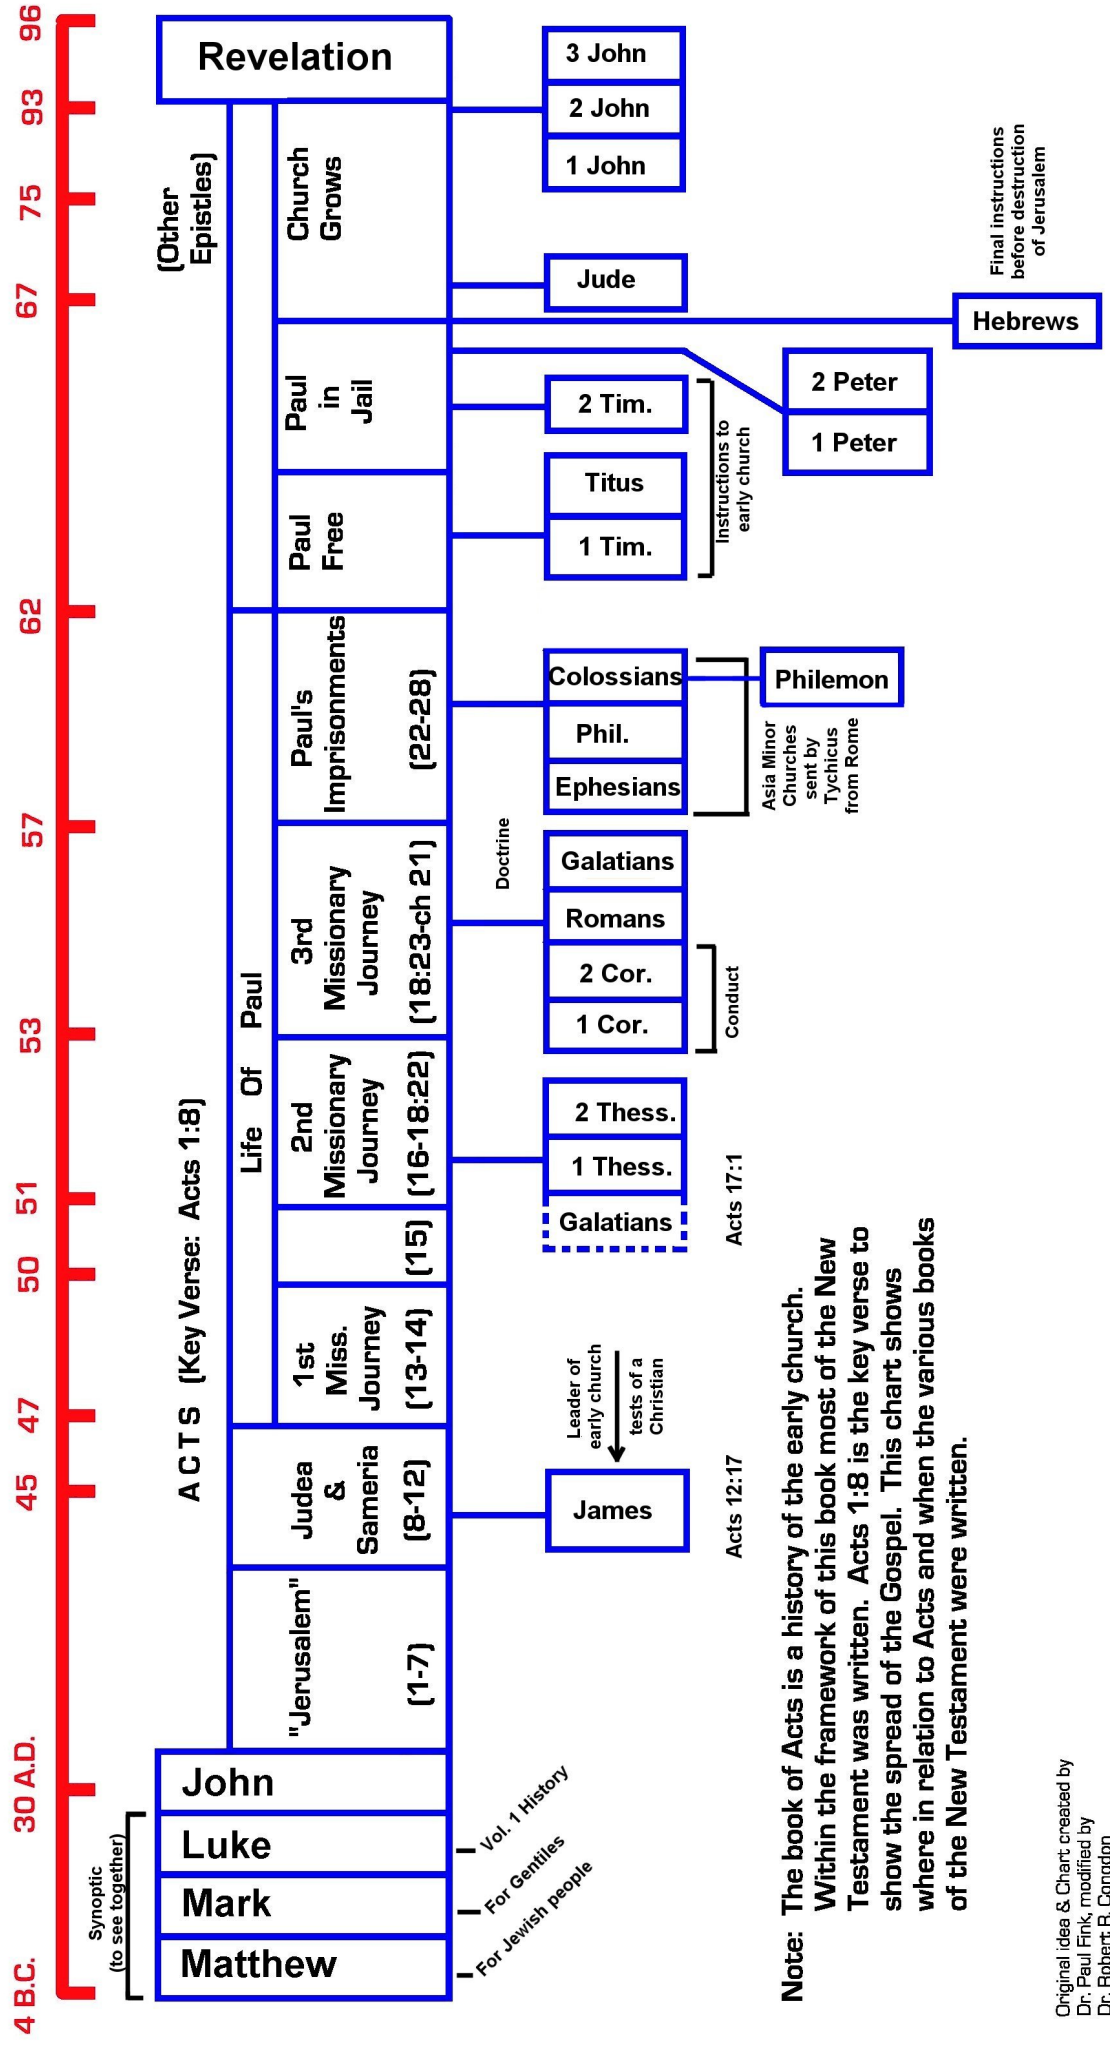 96
93
75
67
62
57
53
51
50
47
45
30 A.D.
4 B.C.
Revelation
(Other
Epistles)
Church
Grows
Paul
in
Jail
Paul
Free
Paul's
Imprisonments
(22-28)
3rd
Missionary
Journey
(18:23-ch 21)
2nd
Missionary
Journey
(16-18:22)
(15)
1st
Miss.
Journey
(13-14)
Judea
&
Sameria
(8-12)
"Jerusalem"
(1-7)
Life Of Paul
ACTS (Key Verse: Acts 1:8)
John
Luke
Mark
Matthew
Synoptic
(to see together)
Vol. 1 History
For Gentiles
For Jewish people
3 John
2 John
1 John
Jude
Hebrews
Final instructions
before destruction
of Jerusalem
2 Peter
1 Peter
2 Tim.
Titus
1 Tim.
Instructions to
early church
Colossians
Phil.
Ephesians
Philemon
Asia Minor
Churches
sent by
Tychicus
from Rome
Doctrine
Galatians
Romans
2 Cor.
1 Cor.
Conduct
2 Thess.
1 Thess.
Galatians
Acts 17:1
Leader of
early church
tests of a
Christian
James
Acts 12:17
Note: The book of Acts is a history of the early church.
Within the framework of this book most of the New
Testament was written. Acts 1:8 is the key verse to
show the spread of the Gospel. This chart shows
where in relation to Acts and when the various books
of the New Testament were written.
Original idea & Chart created by
Dr. Paul Fink, modified by
Dr. Robert R. Congdon